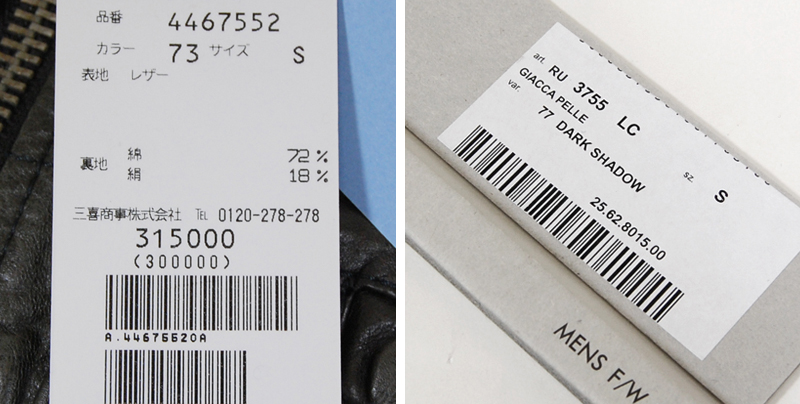 品番 4467552
カラー 73 サイズ S
表地 レザー
裏地 綿 72%
絹 18%
三喜商事株式会社 TEL 0120-278-278
315000
(300000)
A.44675520A
art. RU 3755 LC
GIACCA PELLE
var. 77 DARK SHADOW
sz. S
25.62.8015.00
MENS F/W